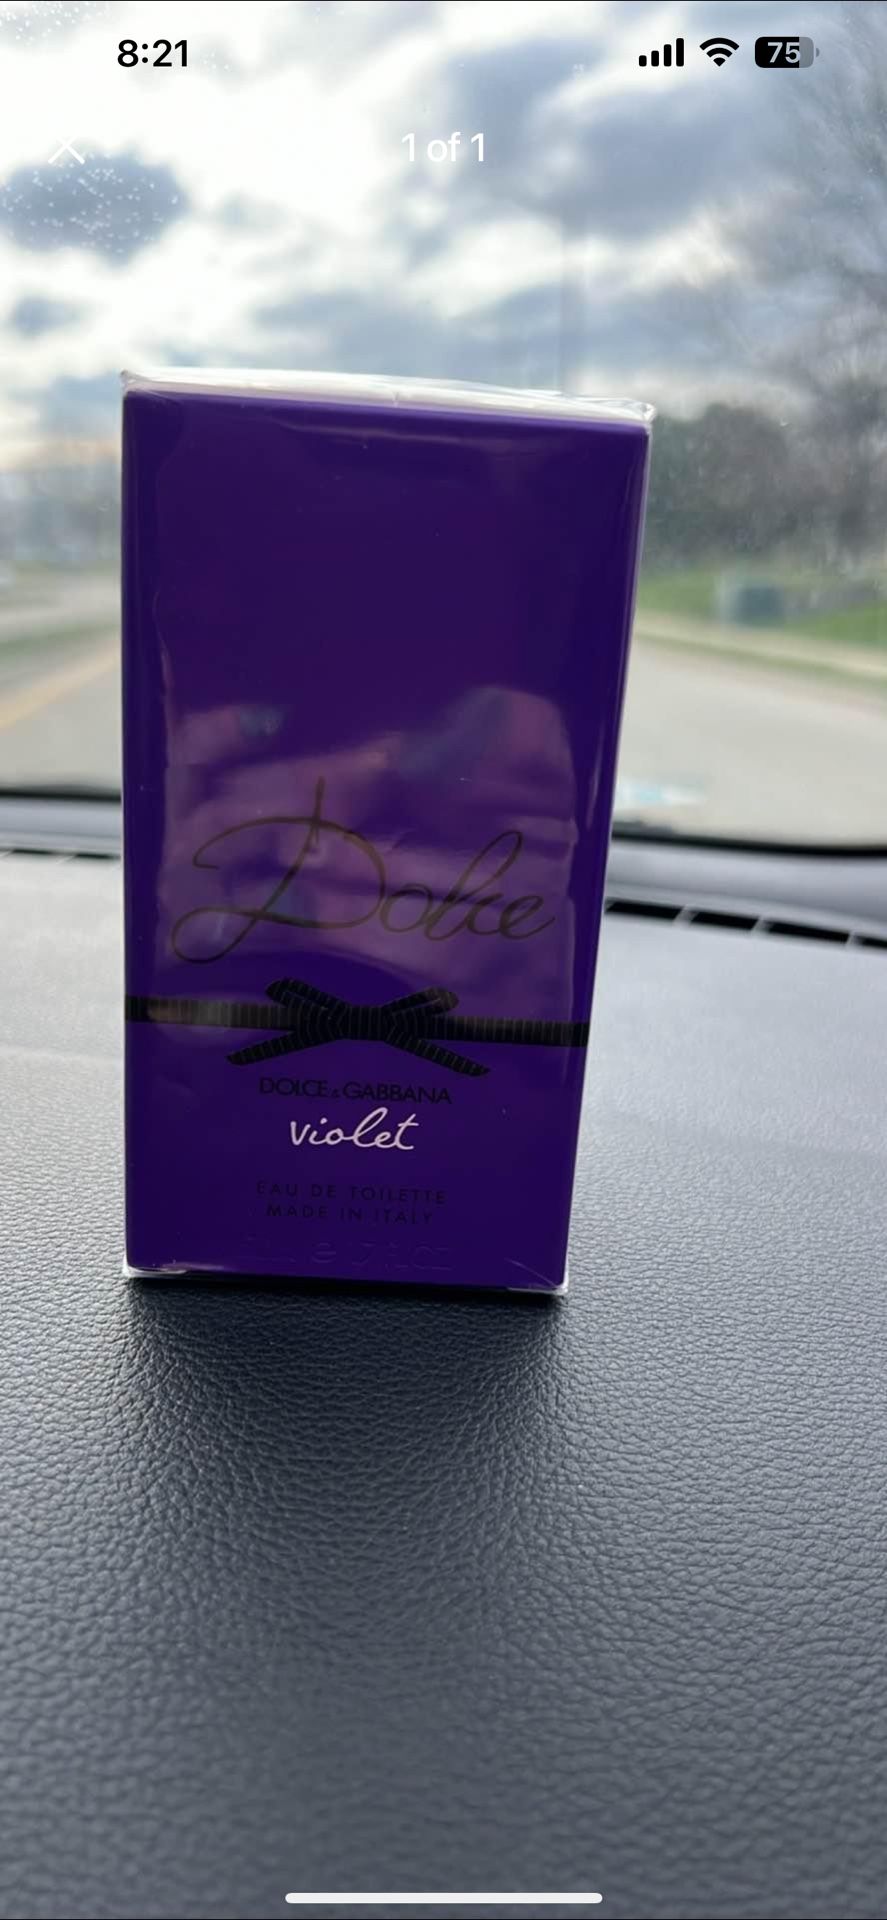 8:21
75
1 of 1
Dolce
DOLCE & GABBANA
violet
EAU DE TOILETTE
MADE IN ITALY